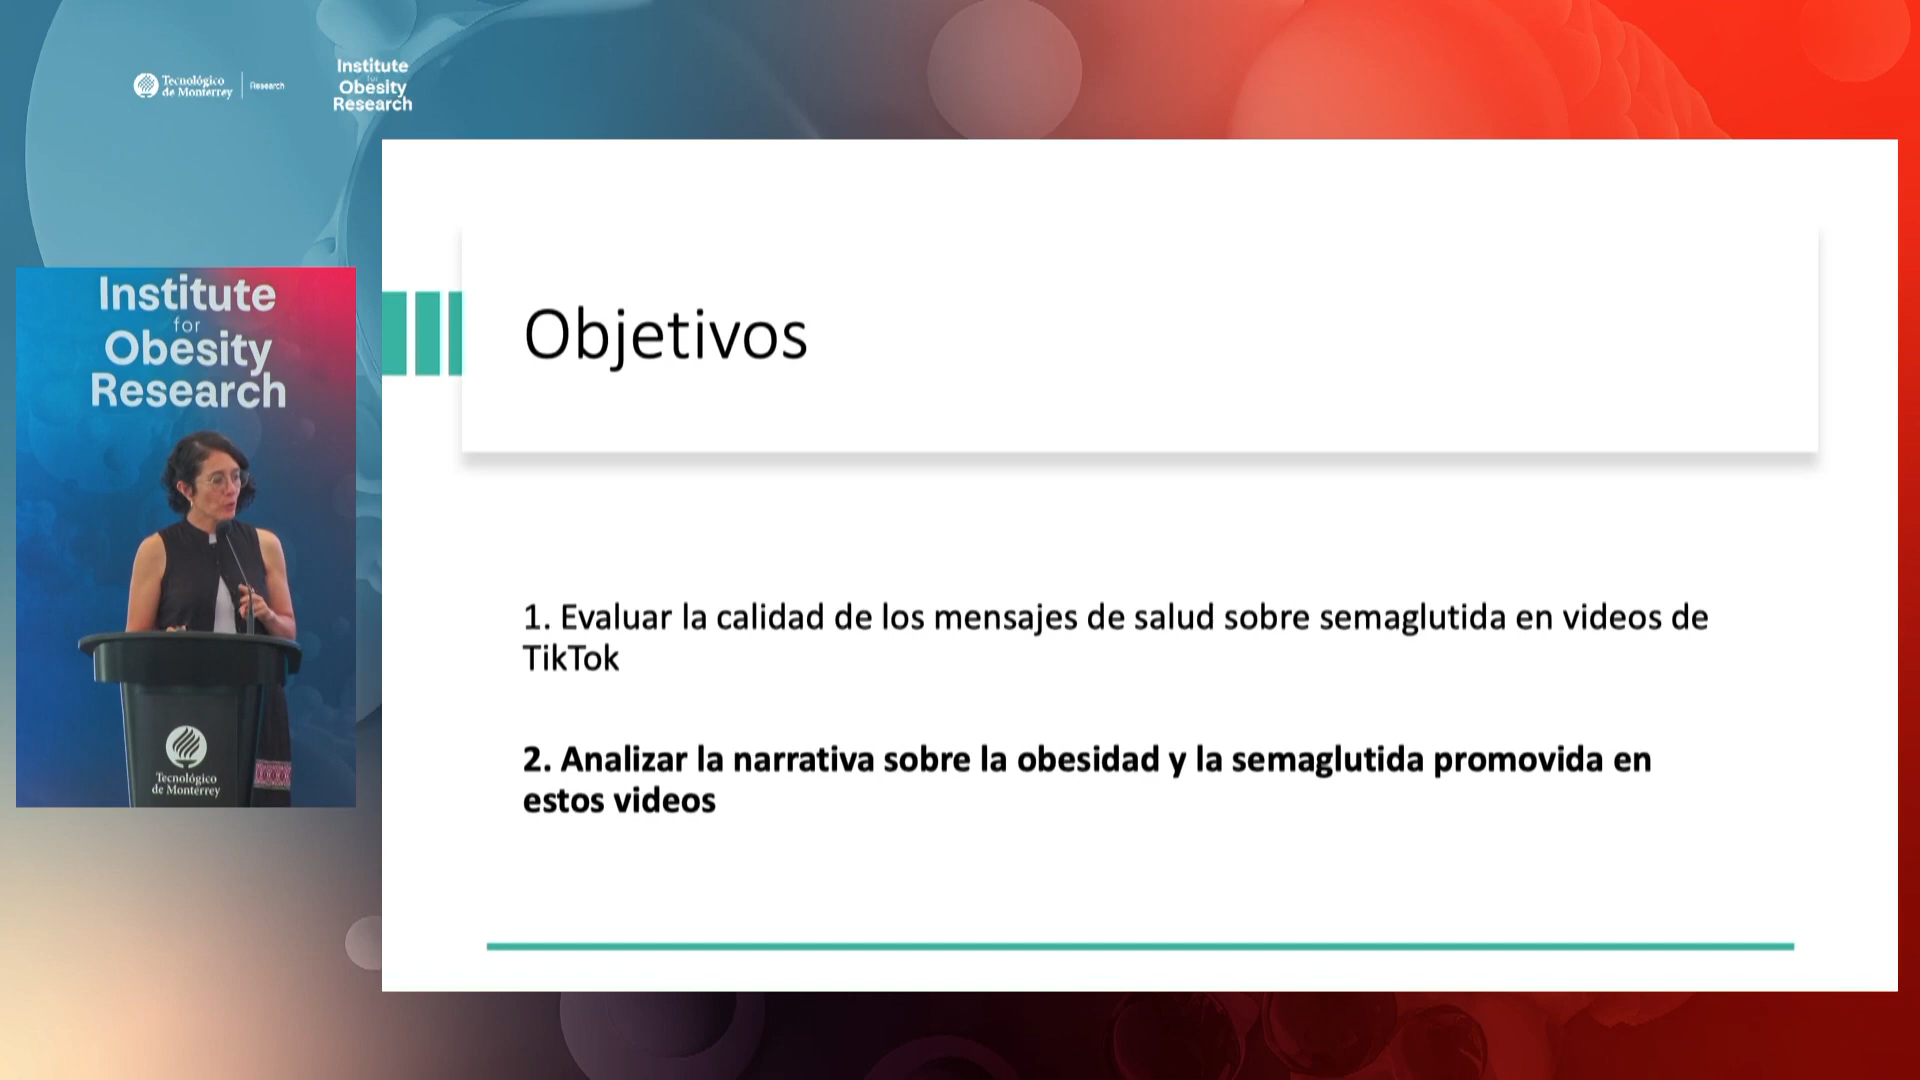 Tecnológico
de Monterrey
Research
Institute
for
Obesity
Research
Institute
for
Obesity
Research
Tecnológico
de Monterrey
Objetivos
1. Evaluar la calidad de los mensajes de salud sobre semaglutida en videos de
TikTok
2. Analizar la narrativa sobre la obesidad y la semaglutida promovida en
estos videos